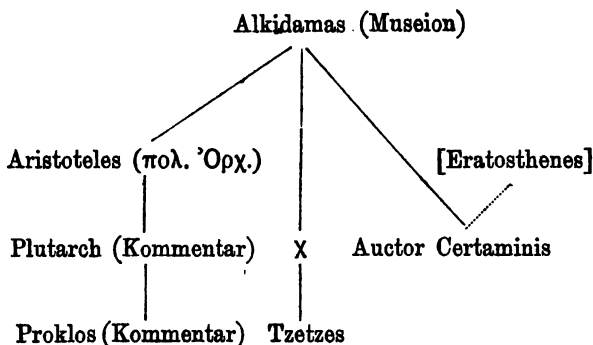 Alkidamas (Museion)
Aristoteles (πολ. Ὀρχ.) [Eratosthenes]
Plutarch (Kommentar) X Auctor Certaminis
Proklos (Kommentar) Tzetzes